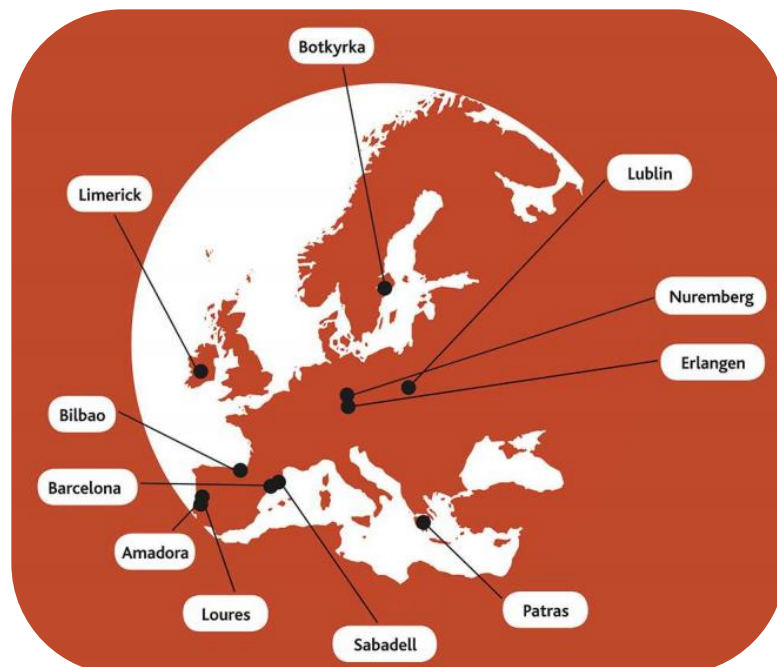 Botkyrka
Lublin
Limerick
Nuremberg
Erlangen
Bilbao
Barcelona
Amadora
Loures
Patras
Sabadell